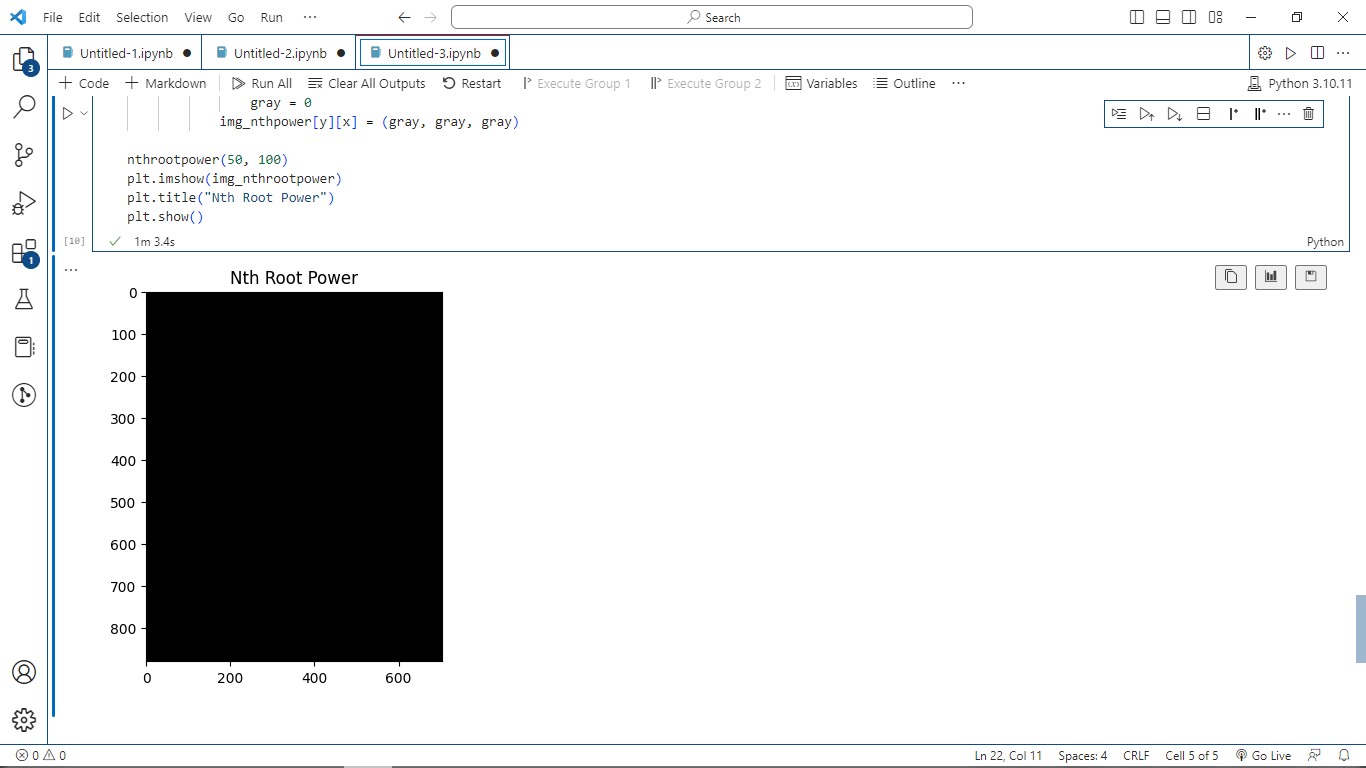 File Edit Selection View Go Run ···
Search
Untitled-1.ipynb
Untitled-2.ipynb
Untitled-3.ipynb
Code
Markdown
Run All
Clear All Outputs
Restart
Execute Group 1
Execute Group 2
Variables
Outline
···
Python 3.10.11
3
1
gray = 0
img_nthpower[y][x] = (gray, gray, gray)
nthrootpower(50, 100)
plt.imshow(img_nthrootpower)
plt.title("Nth Root Power")
plt.show()
[10]
1m 3.4s
Python
Nth Root Power
0
100
200
300
400
500
600
700
800
0 200 400 600
0 0
Ln 22, Col 11
Spaces: 4
CRLF
Cell 5 of 5
Go Live